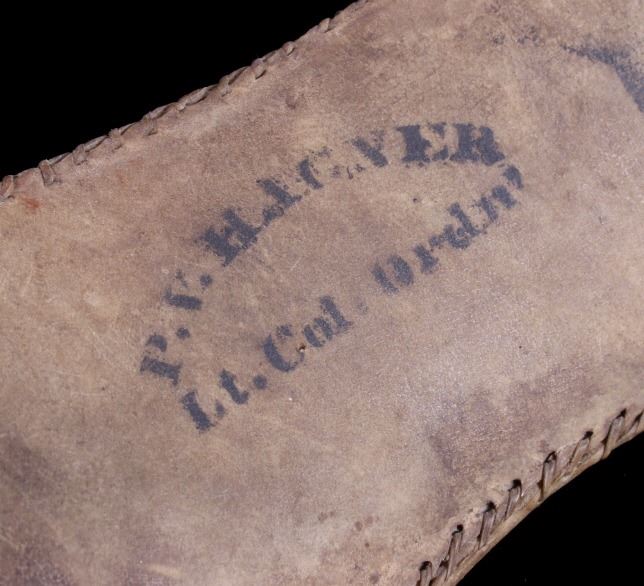 P.V. HAGNER
Lt. Col. Ordn'